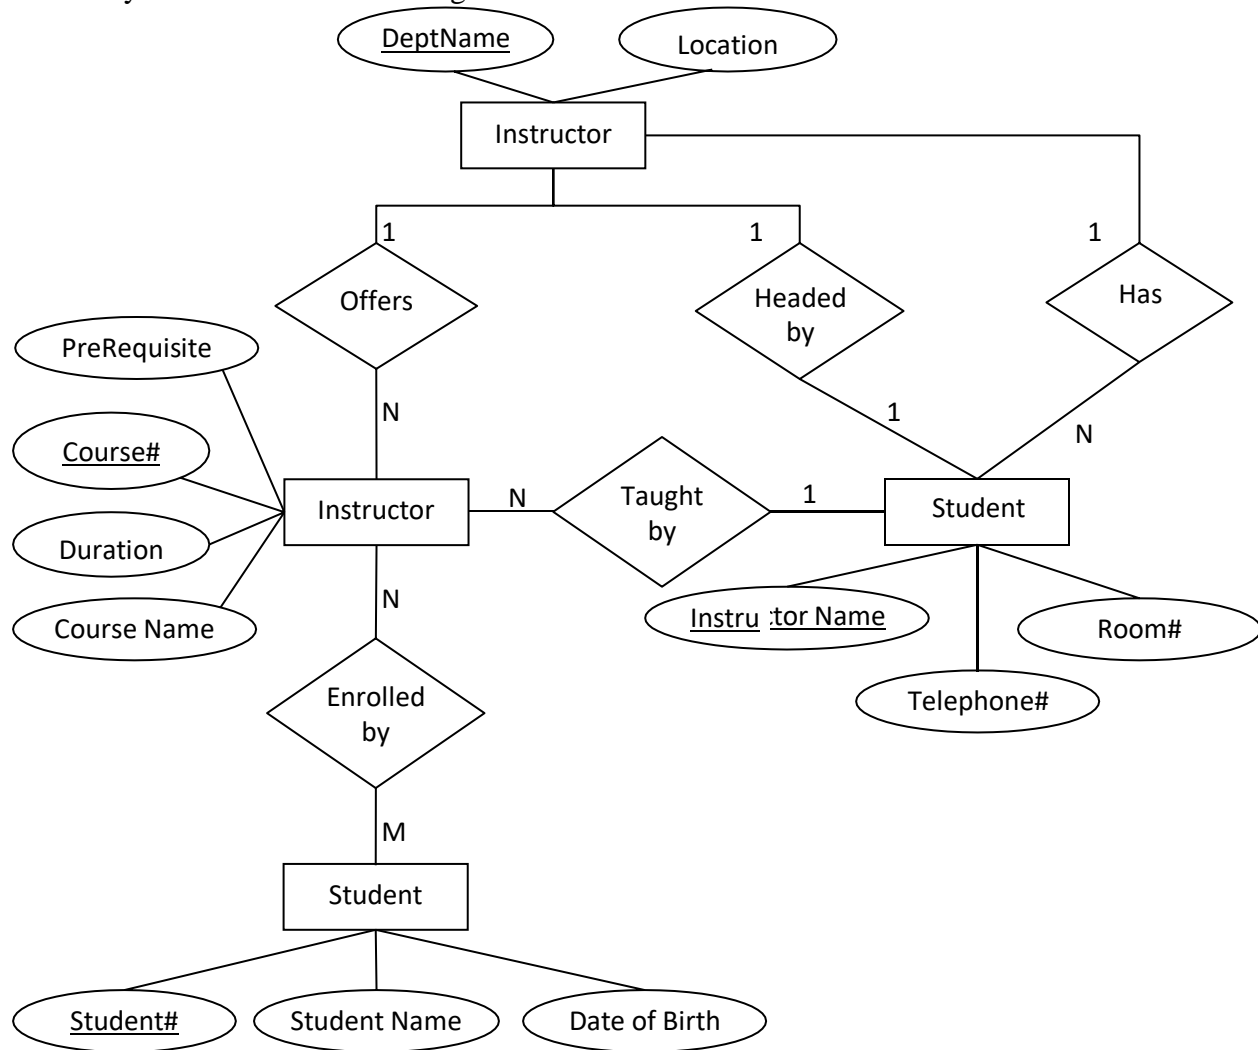 DeptName
Location
Instructor
1
1
1
Offers
Headed
by
Has
PreRequisite
N
1
N
Course#
Instructor
N
Taught
by
1
Student
Duration
Course Name
N
Instru ctor Name
Room#
Telephone#
Enrolled
by
M
Student
Student#
Student Name
Date of Birth